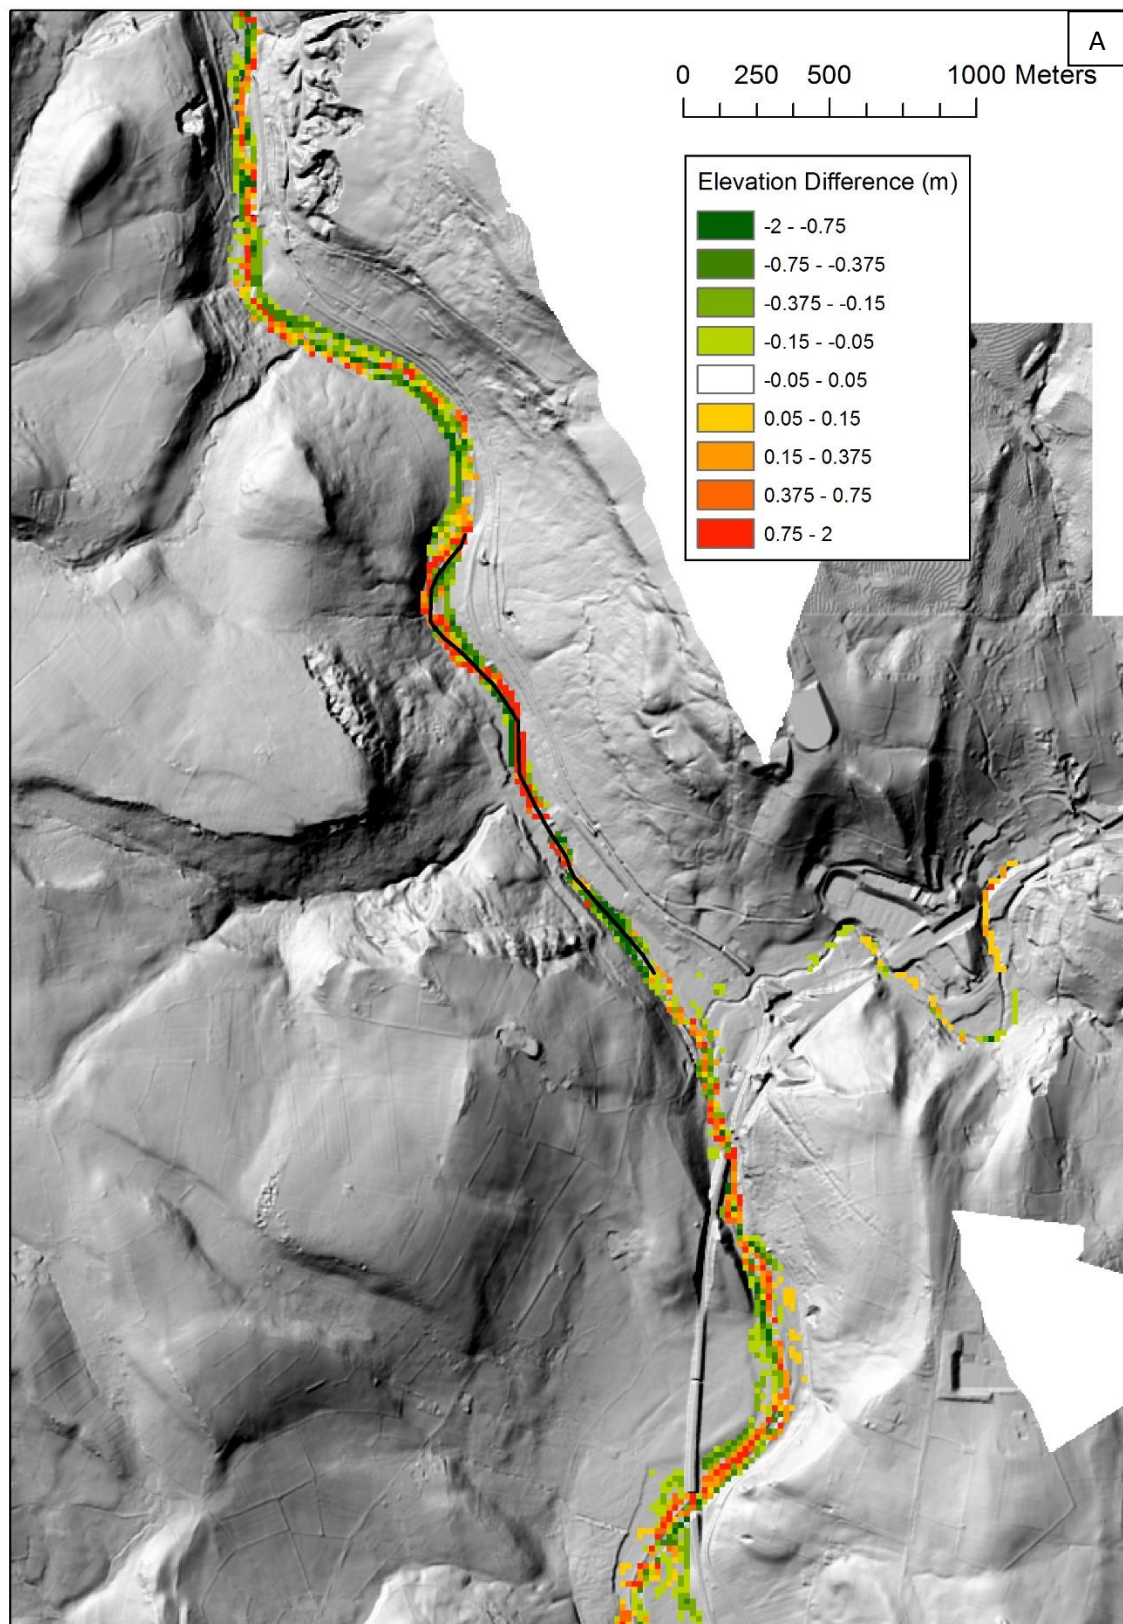 A
0 250 500 1000 Meters
Elevation Difference (m)
-2 - -0.75
-0.75 - -0.375
-0.375 - -0.15
-0.15 - -0.05
-0.05 - 0.05
0.05 - 0.15
0.15 - 0.375
0.375 - 0.75
0.75 - 2